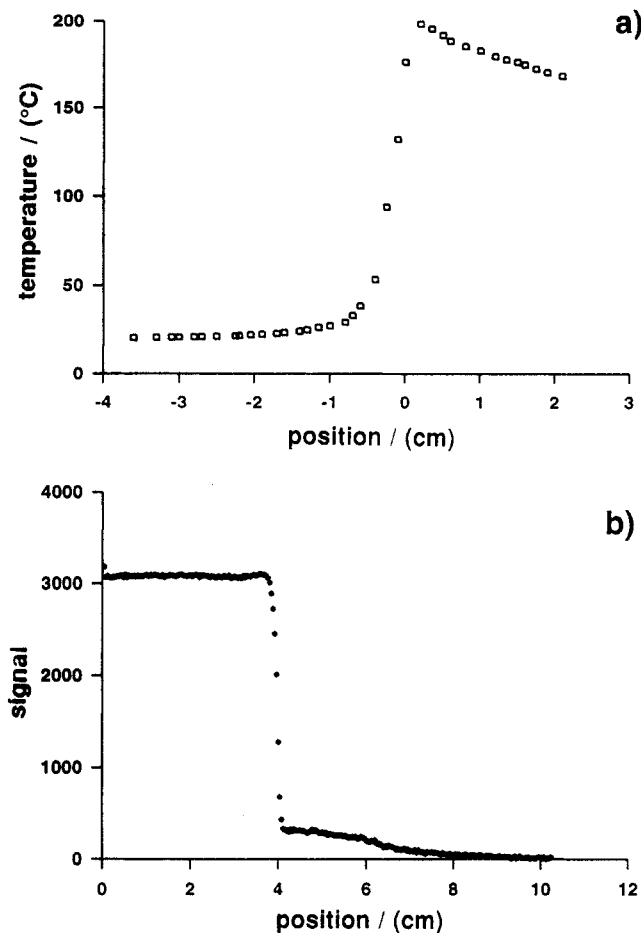 a)
temperature / (°C)
200
150
100
50
0
-4 -3 -2 -1 0 1 2 3
position / (cm)
b)
signal
4000
3000
2000
1000
0
0 2 4 6 8 10 12
position / (cm)